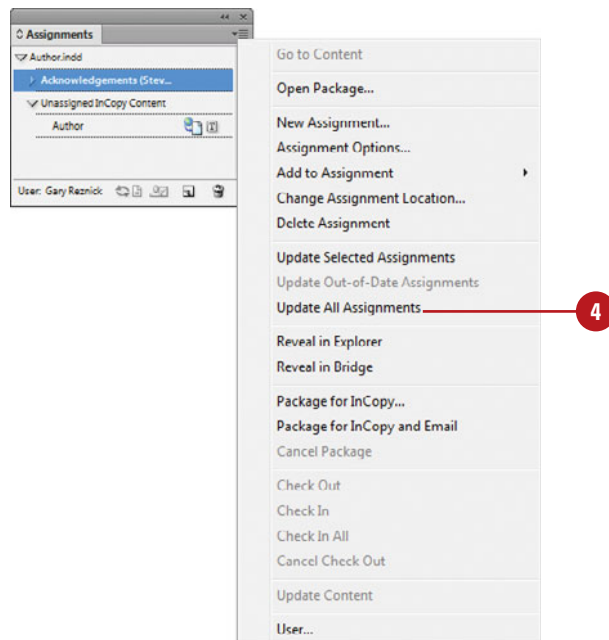 Assignments
Author.indd
Acknowledgements (Stev...
Unassigned InCopy Content
Author
User: Gary Reznick
Go to Content
Open Package...
New Assignment...
Assignment Options...
Add to Assignment
Change Assignment Location...
Delete Assignment
Update Selected Assignments
Update Out-of-Date Assignments
Update All Assignments
4
Reveal in Explorer
Reveal in Bridge
Package for InCopy...
Package for InCopy and Email
Cancel Package
Check Out
Check In
Check In All
Cancel Check Out
Update Content
User...